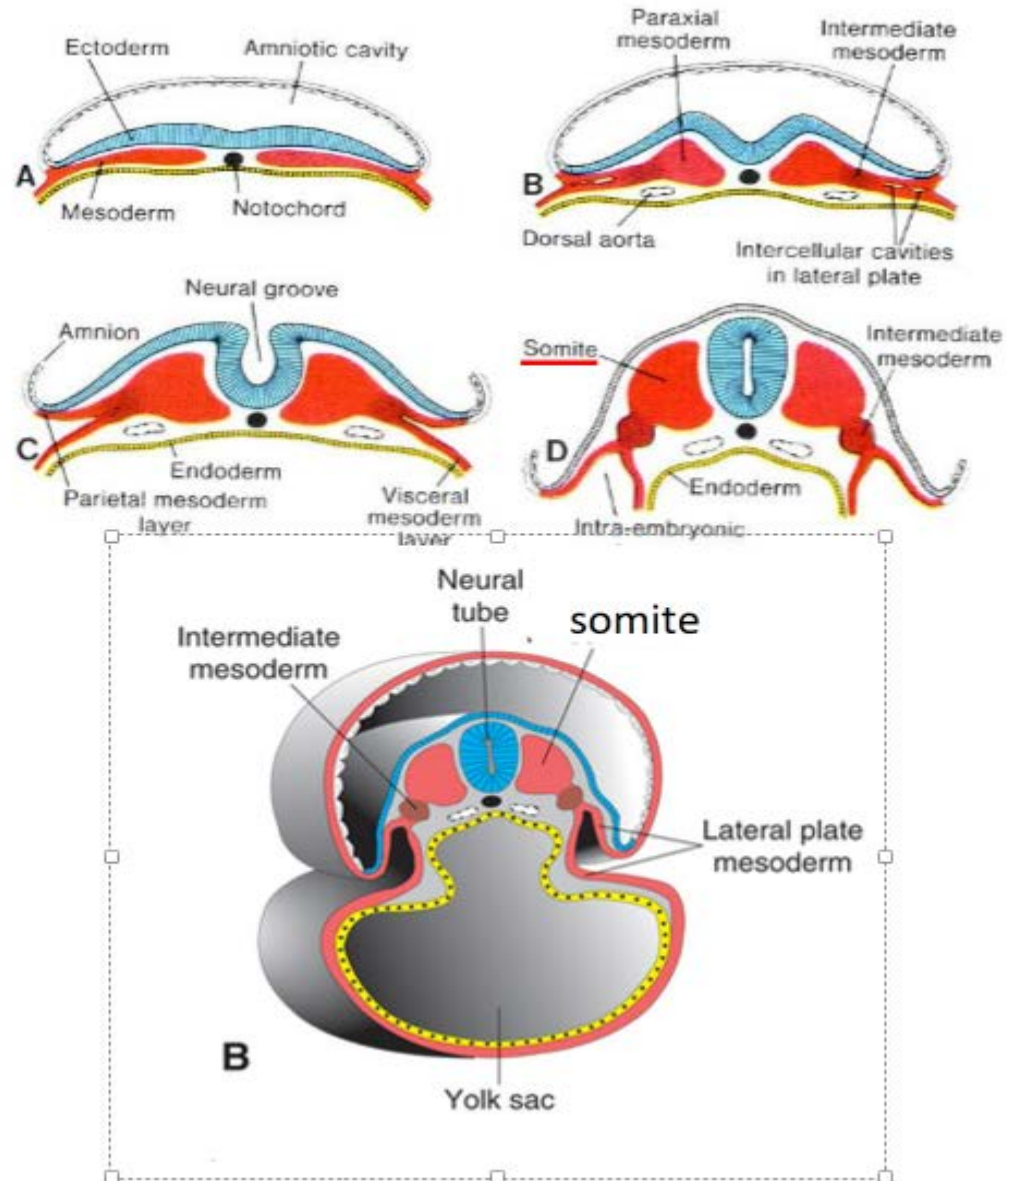 Ectoderm
Amniotic cavity
A
Mesoderm
Notochord
Paraxial
mesoderm
Intermediate
mesoderm
B
Dorsal aorta
Intercellular cavities
in lateral plate
Neural groove
Amnion
C
Endoderm
Parietal mesoderm
layer
Visceral
mesoderm
layer
Somite
Intermediate
mesoderm
D
Endoderm
Intra-embryonic
Neural
tube
somite
Intermediate
mesoderm
Lateral plate
mesoderm
B
Yolk sac